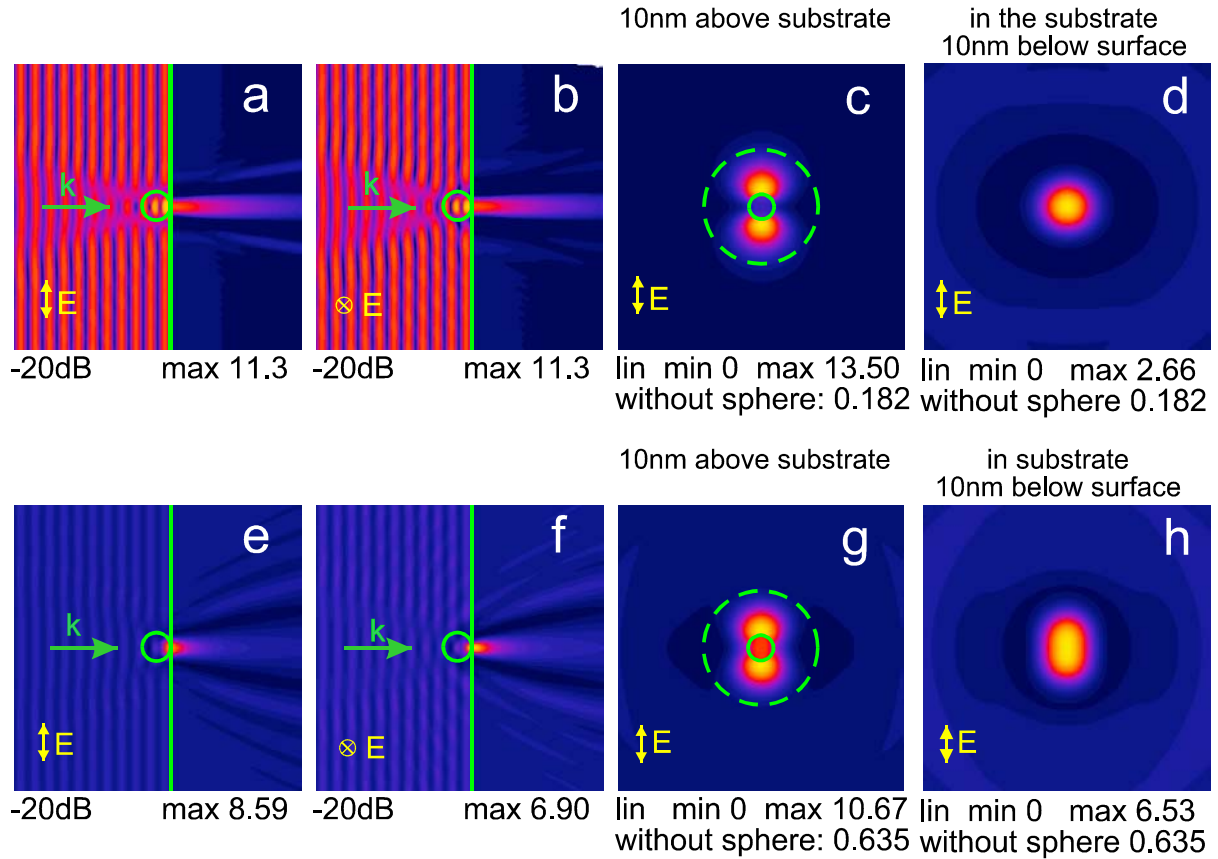 10nm above substrate
in the substrate
10nm below surface
a
b
c
d
k
k
E
⊗ E
E
E
-20dB max 11.3
-20dB max 11.3
lin min 0 max 13.50
without sphere: 0.182
lin min 0 max 2.66
without sphere 0.182
10nm above substrate
in substrate
10nm below surface
e
f
g
h
k
k
E
⊗ E
E
E
-20dB max 8.59
-20dB max 6.90
lin min 0 max 10.67
without sphere: 0.635
lin min 0 max 6.53
without sphere 0.635